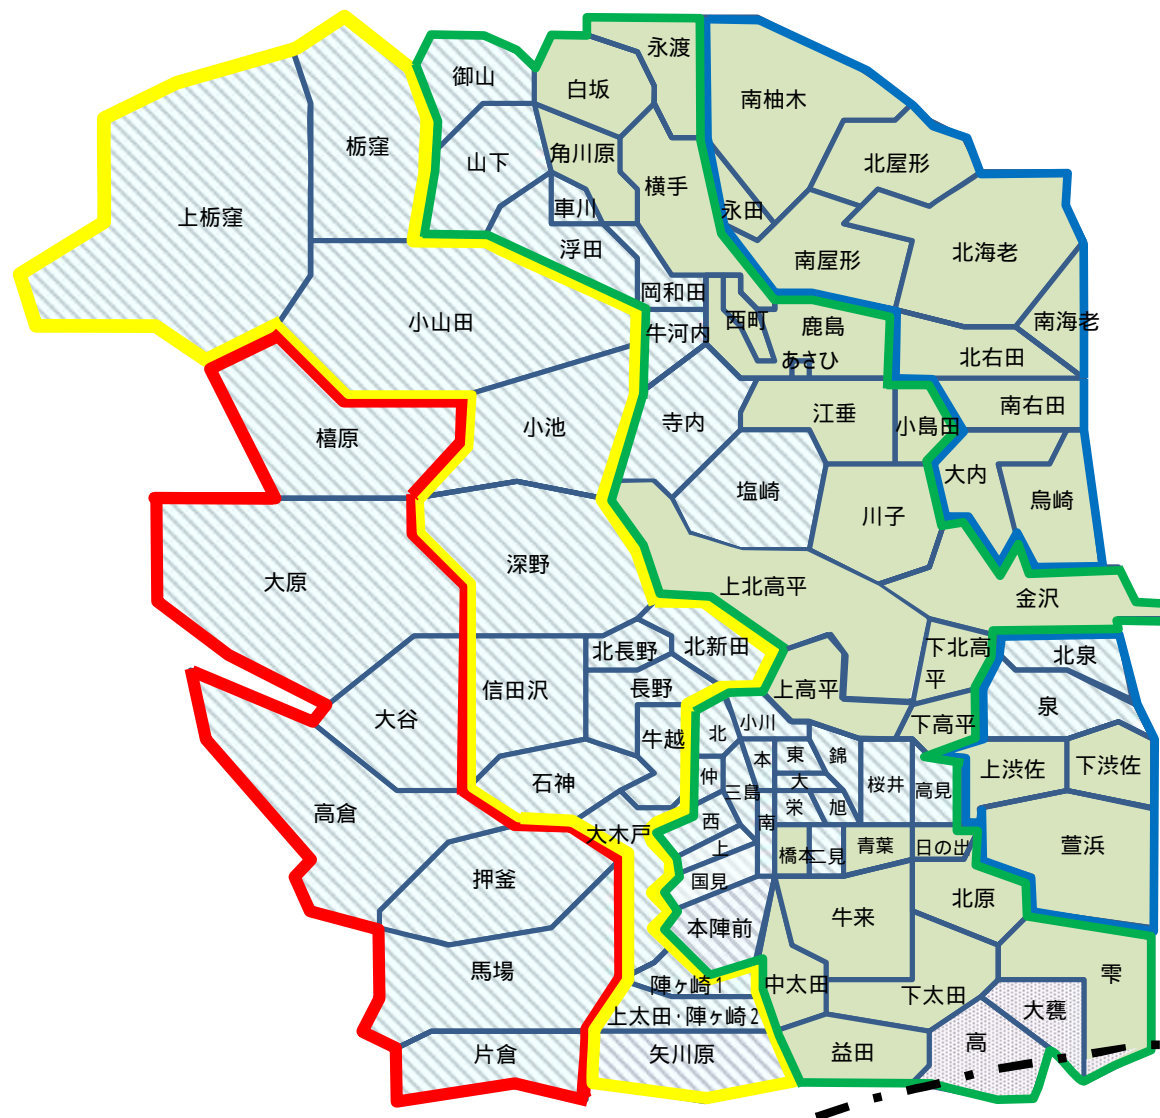 永渡
御山
白坂
南柚木
栃窪
山下
角川原
北屋形
横手
上栃窪
車川
永田
浮田
南屋形
北海老
岡和田
小山田
西町
鹿島
南海老
牛河内
北右田
あさひ
南右田
寺内
江垂
小島田
小池
橲原
大内
塩崎
烏崎
川子
深野
大原
上北高平
金沢
北長野
北新田
下北高
平
北泉
信田沢
長野
上高平
泉
大谷
小川
下高平
北
牛越
本
東
錦
上渋佐
下渋佐
石神
仲
大
桜井
高見
三島
高倉
栄
旭
西
南
大木戸
上
橋本
二見
青葉
日の出
萱浜
押釜
国見
北原
本陣前
牛来
馬場
陣ヶ崎1
中太田
下太田
雫
上太田・陣ヶ崎2
大甕
片倉
矢川原
益田
高